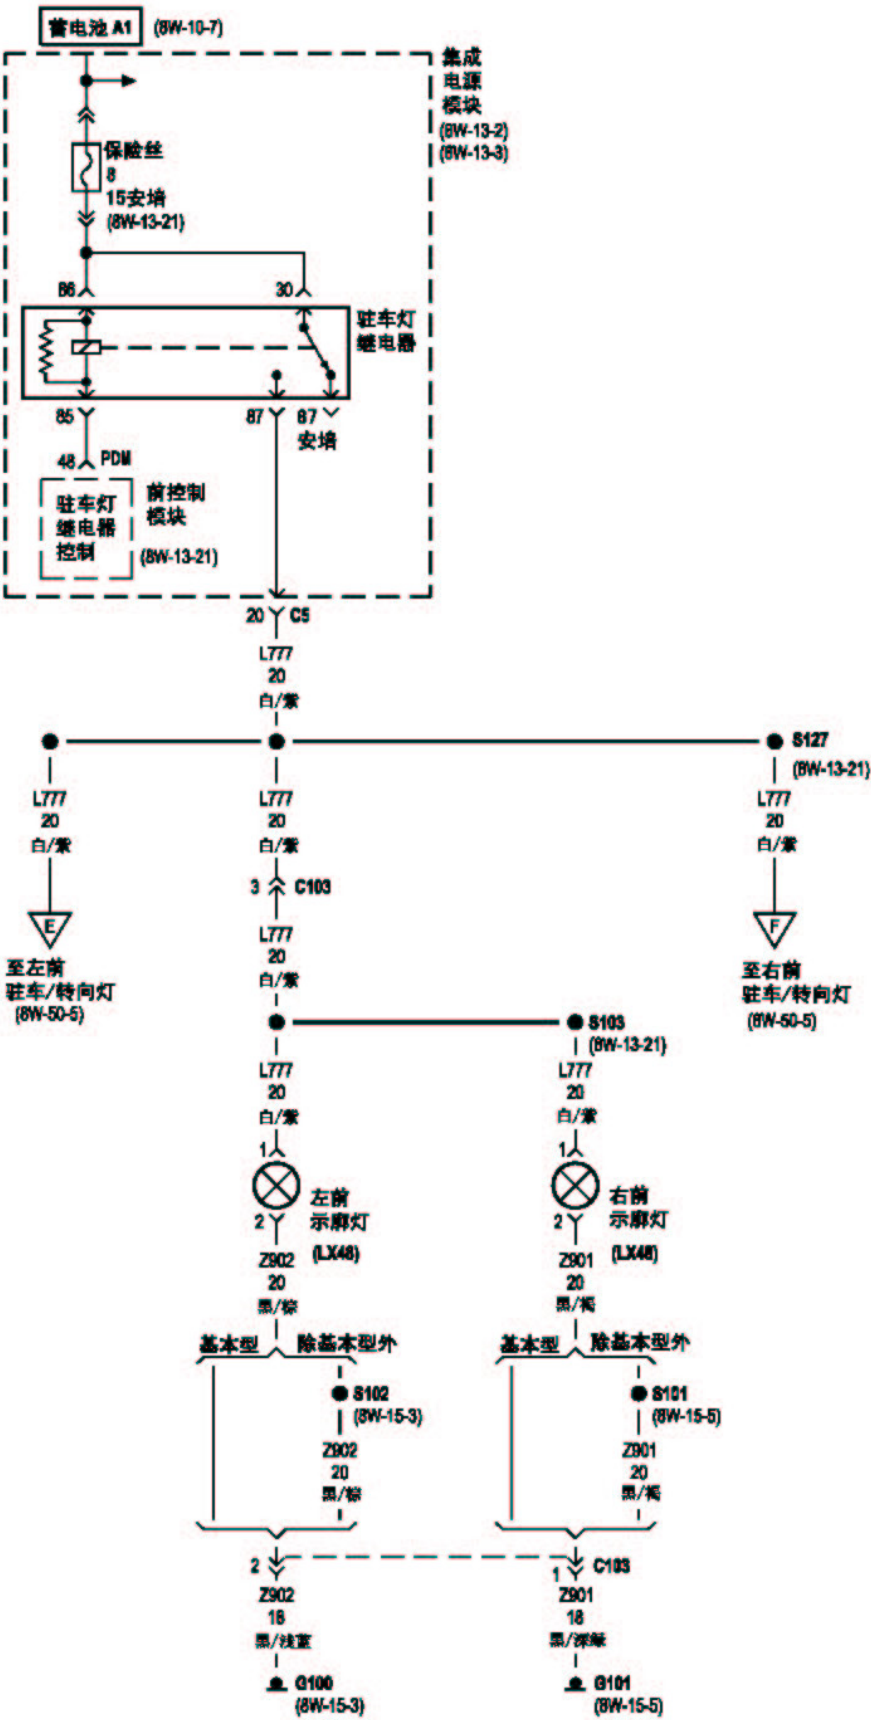 蓄电池 A1 (8W-10-7)
集成
电源
模块
(8W-13-2)
(8W-13-3)
保险丝
8
15安培
(8W-13-21)
86
30
驻车灯
继电器
85
87
87
安培
48 PDM
驻车灯
继电器
控制
前控制
模块
(8W-13-21)
20 C5
L777
20
白/紫
S127
(8W-13-21)
L777
20
白/紫
L777
20
白/紫
L777
20
白/紫
3 C103
E
F
L777
20
白/紫
至左前
驻车/转向灯
(8W-50-5)
至右前
驻车/转向灯
(8W-50-5)
S103
(8W-13-21)
L777
20
白/紫
L777
20
白/紫
1
1
左前
示廓灯
(LX48)
右前
示廓灯
(LX48)
2
2
Z902
20
黑/棕
Z901
20
黑/褐
基本型 除基本型外
基本型 除基本型外
S102
(8W-15-3)
S101
(8W-15-5)
Z902
20
黑/棕
Z901
20
黑/褐
2
1 C103
Z902
18
黑/浅蓝
Z901
18
黑/深绿
G100
(8W-15-3)
G101
(8W-15-5)